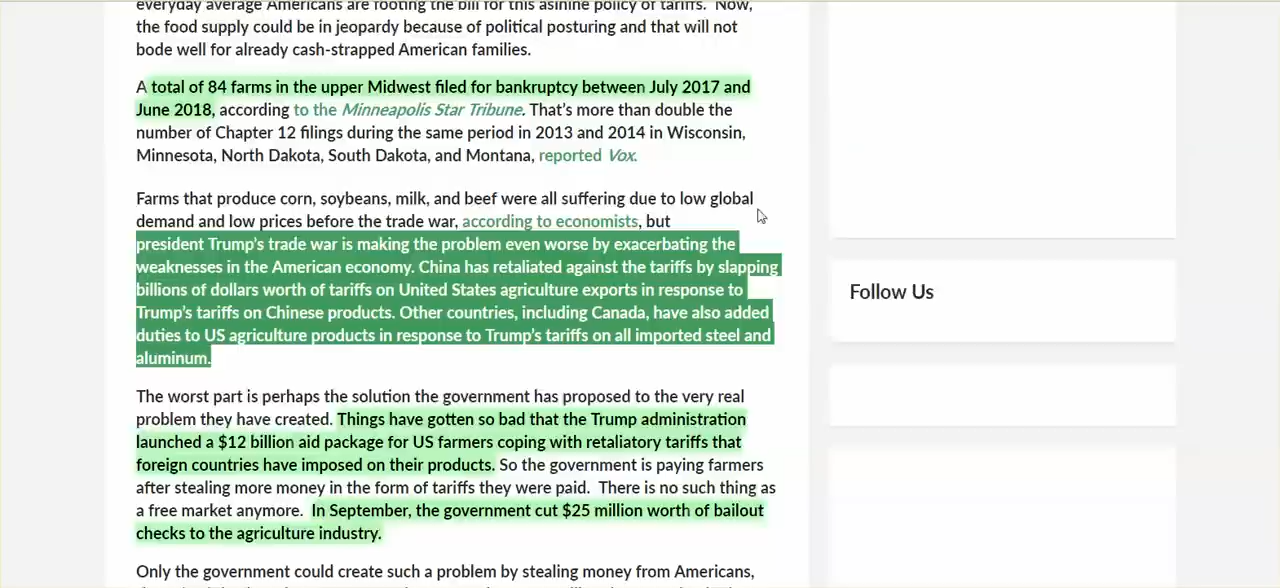 everyday average Americans are footing the bill for this asinine policy of tariffs.  Now,
the food supply could be in jeopardy because of political posturing and that will not
bode well for already cash-strapped American families.
A total of 84 farms in the upper Midwest filed for bankruptcy between July 2017 and
June 2018, according to the Minneapolis Star Tribune. That's more than double the
number of Chapter 12 filings during the same period in 2013 and 2014 in Wisconsin,
Minnesota, North Dakota, South Dakota, and Montana, reported Vox.
Farms that produce corn, soybeans, milk, and beef were all suffering due to low global
demand and low prices before the trade war, according to economists, but
president Trump's trade war is making the problem even worse by exacerbating the
weaknesses in the American economy. China has retaliated against the tariffs by slapping
billions of dollars worth of tariffs on United States agriculture exports in response to
Trump's tariffs on Chinese products. Other countries, including Canada, have also added
duties to US agriculture products in response to Trump's tariffs on all imported steel and
aluminum.
The worst part is perhaps the solution the government has proposed to the very real
problem they have created. Things have gotten so bad that the Trump administration
launched a $12 billion aid package for US farmers coping with retaliatory tariffs that
foreign countries have imposed on their products. So the government is paying farmers
after stealing more money in the form of tariffs they were paid.  There is no such thing as
a free market anymore.  In September, the government cut $25 million worth of bailout
checks to the agriculture industry.
Only the government could create such a problem by stealing money from Americans,
Follow Us